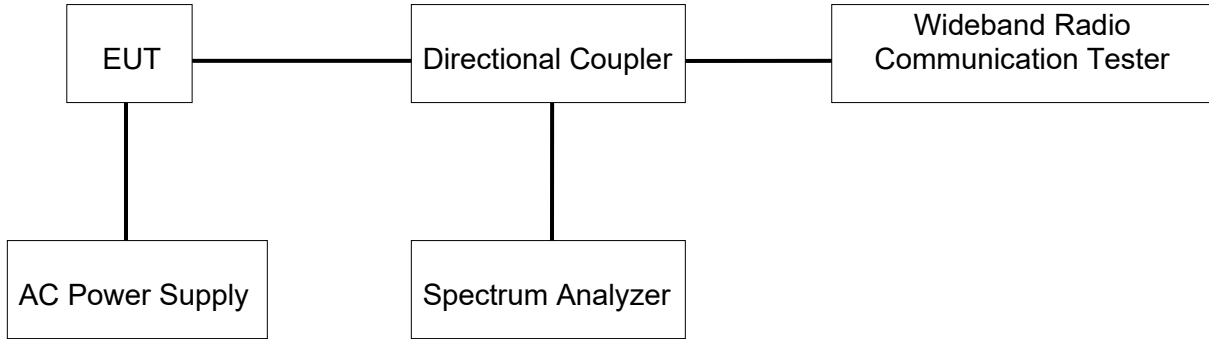 EUT
Directional Coupler
Wideband Radio
Communication Tester
AC Power Supply
Spectrum Analyzer